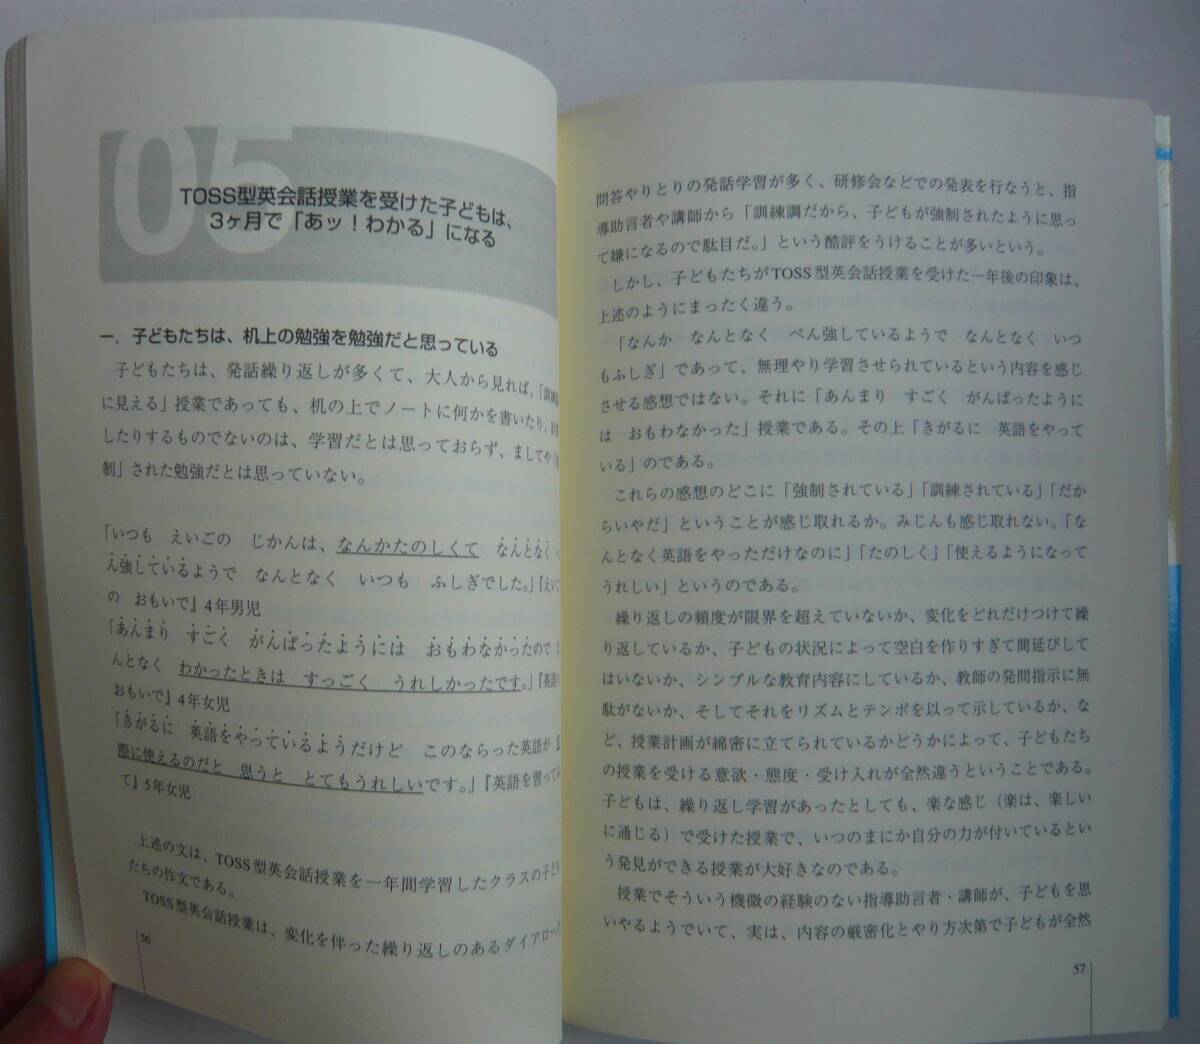 05
TOSS型英会話授業を受けた子どもは、
3ヶ月で「あッ！わかる」になる
一．子どもたちは、机上の勉強を勉強だと思っている
子どもたちは、発話繰り返しが多くて、大人から見れば、「訓練
に見える」授業であっても、机の上でノートに何かを書いたり、
したりするものでないのは、学習だとは思っておらず、ましてや「
制」された勉強だとは思っていない。
「いつも　えいごの　じかんは、なんかたのしくて　なんとなく
ん強しているようで　なんとなく　いつも　ふしぎでした。」『えいご
の　おもいで』4年男児
「あんまり　すごく　がんばったようには　おもわなかったので
んとなく　わかったときは　すっごく　うれしかったです。」『英語
おもいで』4年女児
「きがるに　英語をやっているようだけど　このならった英語が
際に使えるのだと　思うと　とてもうれしいです。」『英語を習って
て』5年女児
上述の文は、TOSS型英会話授業を一年間学習したクラスの子ども
たちの作文である。
TOSS型英会話授業は、変化を伴った繰り返しのあるダイアローグ
56
問答やりとりの発話学習が多く、研修会などでの発表を行なうと、指
導助言者や講師から「訓練調だから、子どもが強制されたように思っ
て嫌になるので駄目だ。」という酷評をうけることが多いという。
しかし、子どもたちがTOSS型英会話授業を受けた一年後の印象は、
上述のようにまったく違う。
「なんか　なんとなく　べん強しているようで　なんとなく　いつ
もふしぎ」であって、無理やり学習させられているという内容を感じ
させる感想ではない。それに「あんまり　すごく　がんばったように
は　おもわなかった」授業である。その上「きがるに　英語をやって
いる」のである。
これらの感想のどこに「強制されている」「訓練されている」「だか
らいやだ」ということが感じ取れるか。みじんも感じ取れない。「な
んとなく英語をやっただけなのに」「たのしく」「使えるようになって
うれしい」というのである。
繰り返しの頻度が限界を超えていないか、変化をどれだけつけて繰
り返しているか、子どもの状況によって空白を作りすぎて間延びして
はいないか、シンプルな教育内容にしているか、教師の発問指示に無
駄がないか、そしてそれをリズムとテンポを以って示しているか、な
ど、授業計画が綿密に立てられているかどうかによって、子どもたち
の授業を受ける意欲・態度・受け入れが全然違うということである。
子どもは、繰り返し学習があったとしても、楽な感じ（楽は、楽しい
に通じる）で受けた授業で、いつのまにか自分の力が付いているとい
う発見ができる授業が大好きなのである。
授業でそういう機微の経験のない指導助言者・講師が、子どもを思
いやるようでいて、実は、内容の厳密化とやり方次第で子どもが全然
57